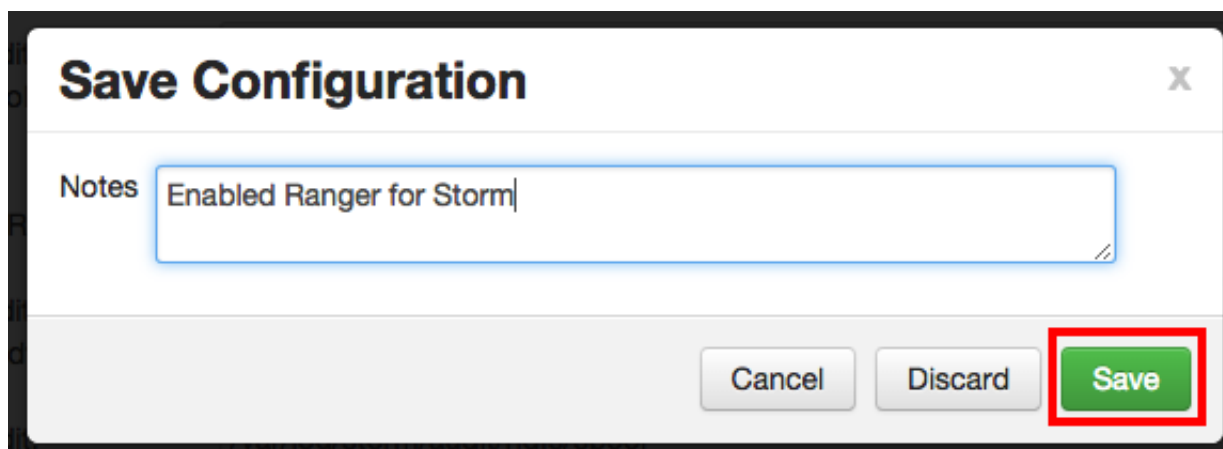 Save Configuration
x
Notes
Enabled Ranger for Storm
Cancel
Discard
Save